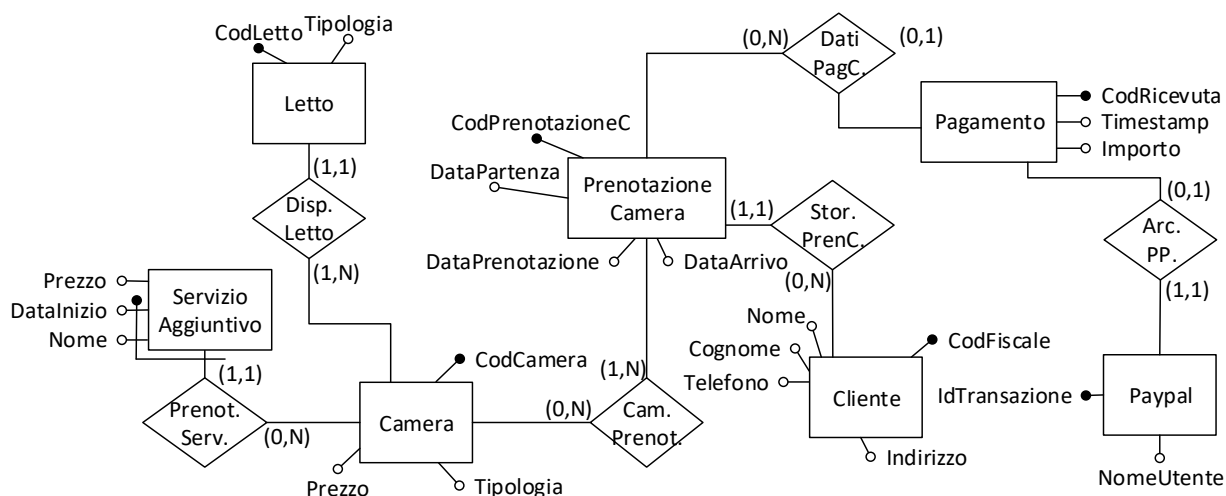 Tipologia
CodLetto
Letto
(1,1)
Disp.
Letto
(1,N)
Prezzo
DataInizio
Nome
Servizio
Aggiuntivo
(1,1)
Prenot.
Serv.
(0,N)
CodCamera
Camera
Prezzo
Tipologia
(0,N)
Cam.
Prenot.
(1,N)
CodPrenotazioneC
DataPartenza
Prenotazione
Camera
DataPrenotazione
DataArrivo
(0,N)
Dati
PagC.
(0,1)
Pagamento
CodRicevuta
Timestamp
Importo
(1,1)
Stor.
PrenC.
(0,N)
Nome
Cognome
Telefono
CodFiscale
Cliente
Indirizzo
(0,1)
Arc.
PP.
(1,1)
IdTransazione
Paypal
NomeUtente